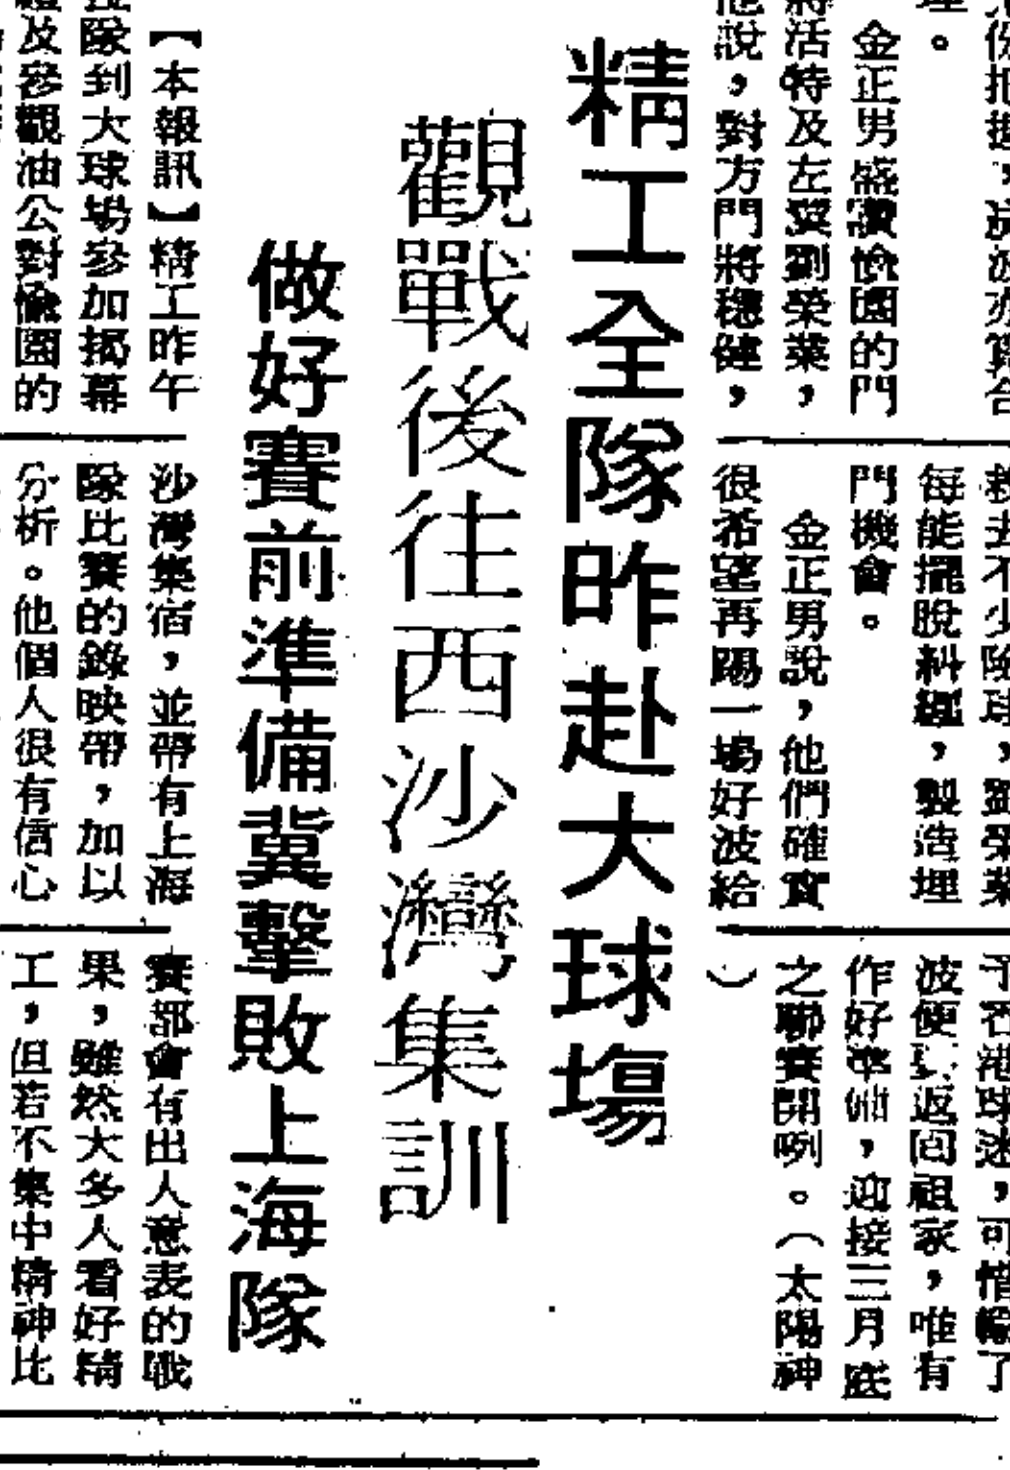 理。
金正男盛讚愉園的門
將活特及左翼劉榮業，
他說，對方門將穩健，
每能擺脫糾纏，製造埋
門機會。
金正男說，他們確實
很希望再踢一場好波給
波便要返回祖家，唯有
作好準備，迎接三月底
之聯賽開咧。（太陽神
）
精工全隊昨赴大球場
觀戰後往西沙灣集訓
做好賽前準備冀擊敗上海隊
【本報訊】精工昨午
隊到大球場參加揭幕
禮及參觀油公對愉園的
沙灣集宿，並帶有上海
隊比賽的錄映帶，加以
分析。他個人很有信心
賽部會有出人意表的戰
果，雖然大多人看好精
工，但若不集中精神比